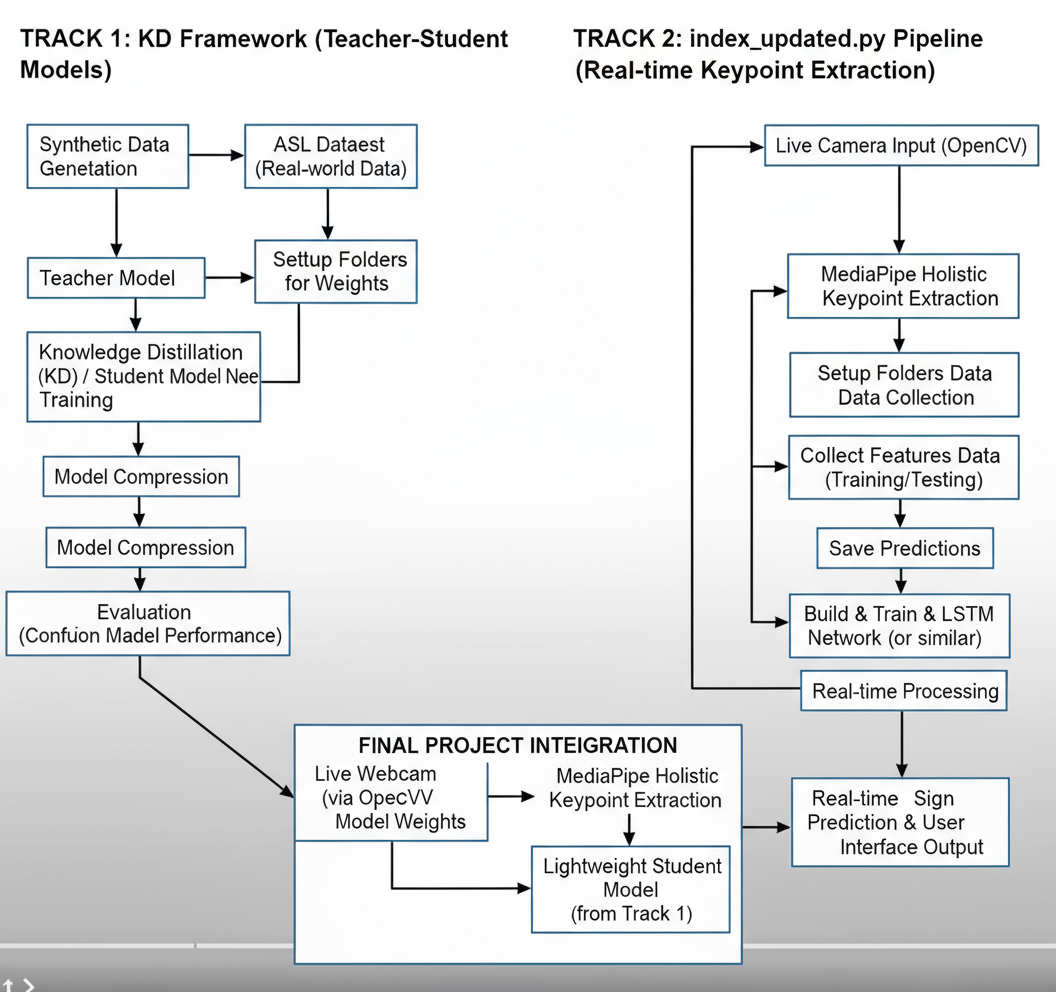 TRACK 1: KD Framework (Teacher-Student
Models)
Synthetic Data
Genetation
ASL Dataest
(Real-world Data)
Teacher Model
Settup Folders
for Weights
Knowledge Distillation
(KD) / Student Model Nee
Training
Model Compression
Model Compression
Evaluation
(Confuion Madel Performance)
TRACK 2: index_updated.py Pipeline
(Real-time Keypoint Extraction)
Live Camera Input (OpenCV)
MediaPipe Holistic
Keypoint Extraction
Setup Folders Data
Data Collection
Collect Features Data
(Training/Testing)
Save Predictions
Build & Train & LSTM
Network (or similar)
Real-time Processing
FINAL PROJECT INTEIGRATION
Live Webcam
(via OpecVV
Model Weights
MediaPipe Holistic
Keypoint Extraction
Lightweight Student
Model
(from Track 1)
Real-time Sign
Prediction & User
Interface Output